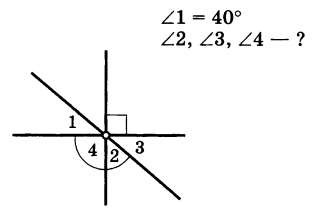 ∠1 = 40°
∠2, ∠3, ∠4 — ?
1
4
2
3